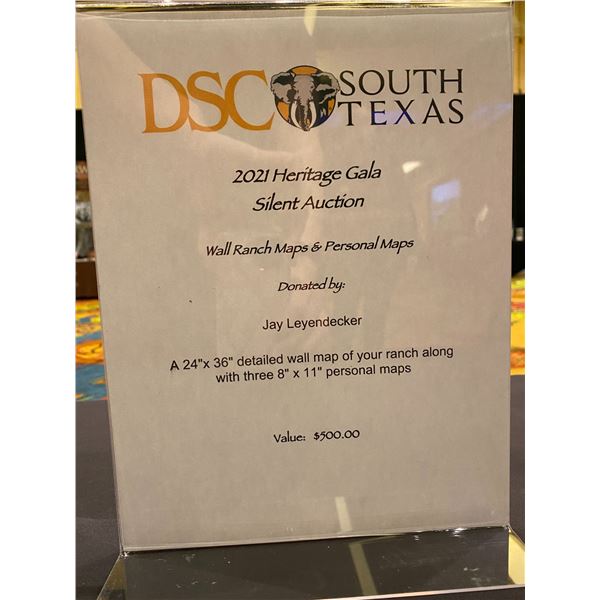 DSC SOUTH TEXAS
2021 Heritage Gala
Silent Auction
Wall Ranch Maps & Personal Maps
Donated by:
Jay Leyendecker
A 24"x 36" detailed wall map of your ranch along
with three 8" x 11" personal maps
Value: $500.00